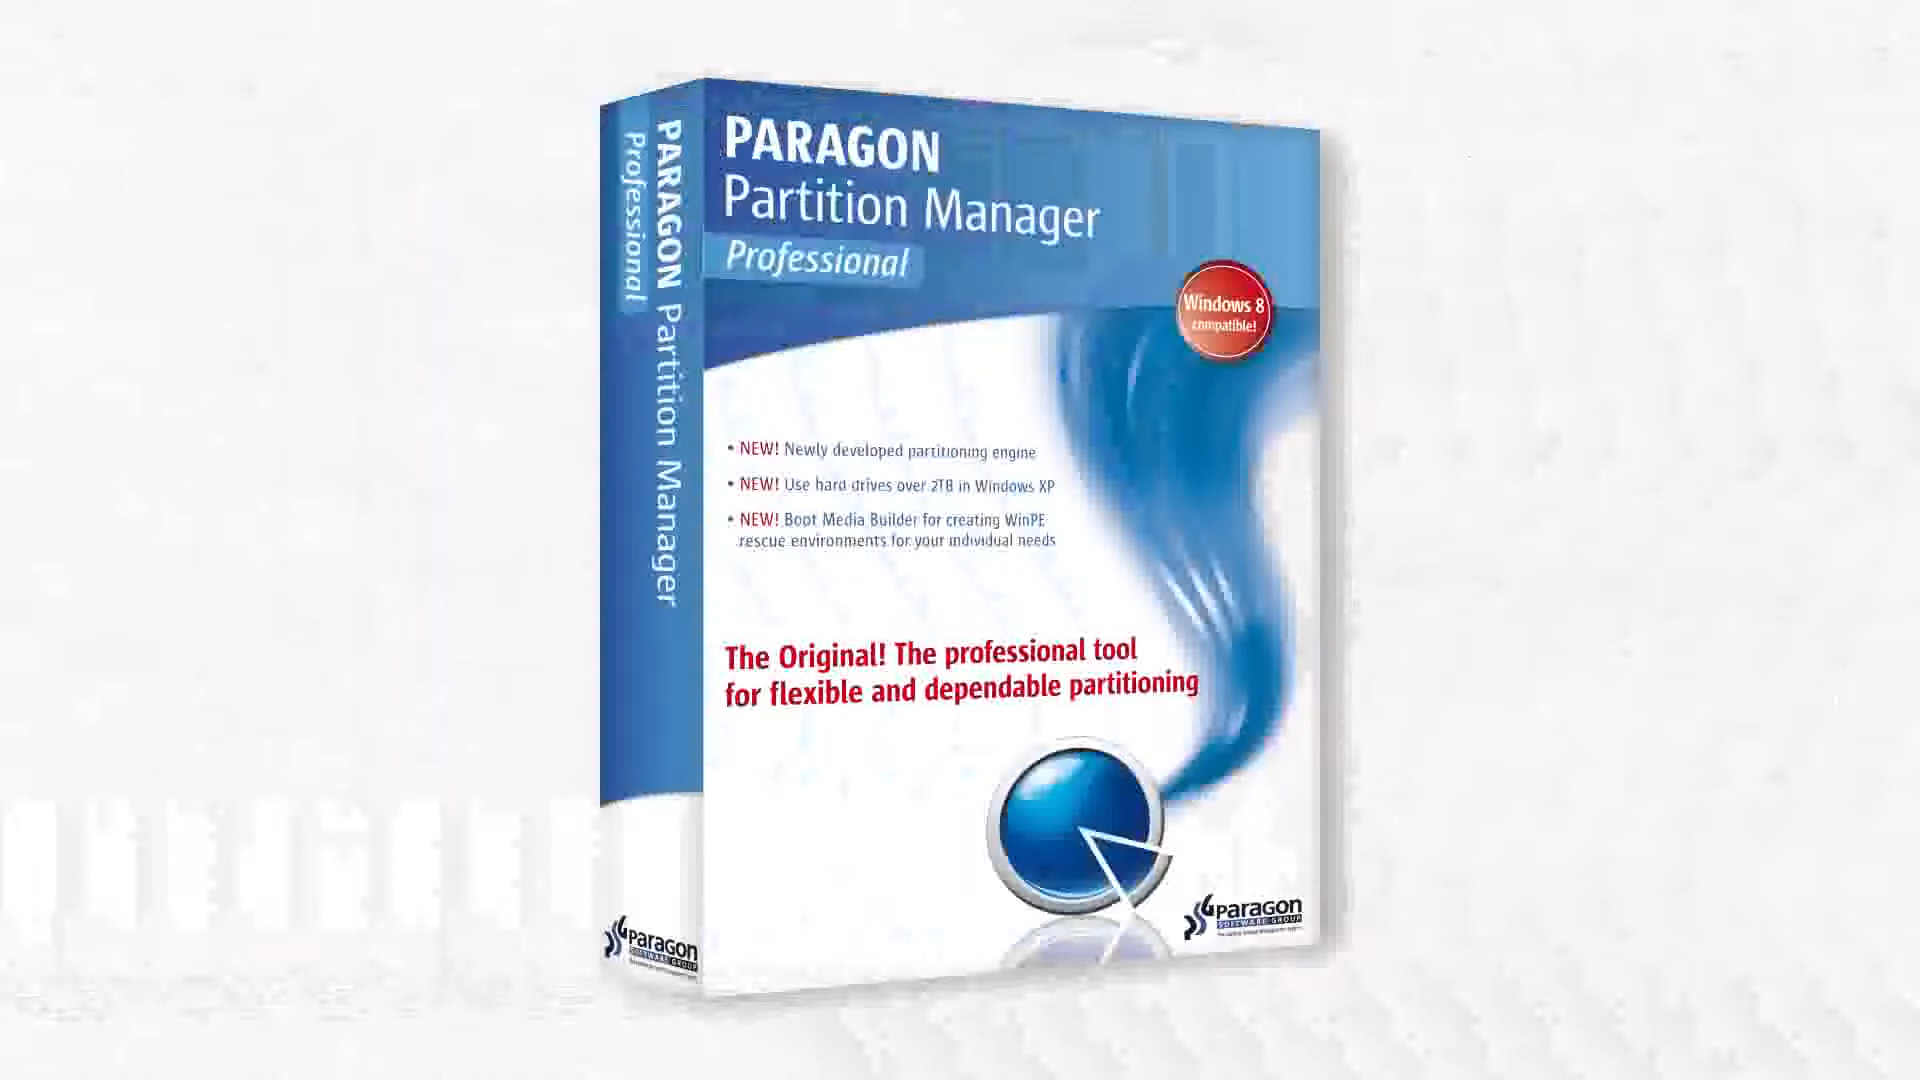 PARAGON
Partition Manager
Professional
PARAGON Partition Manager
Professional
Windows 8
compatible!
• NEW! Newly developed partitioning engine
• NEW! Use hard drives over 2TB in Windows XP
• NEW! Boot Media Builder for creating WinPE
rescue environments for your individual needs
The Original! The professional tool
for flexible and dependable partitioning
Paragon
SOFTWARE GROUP
Paragon
SOFTWARE GROUP